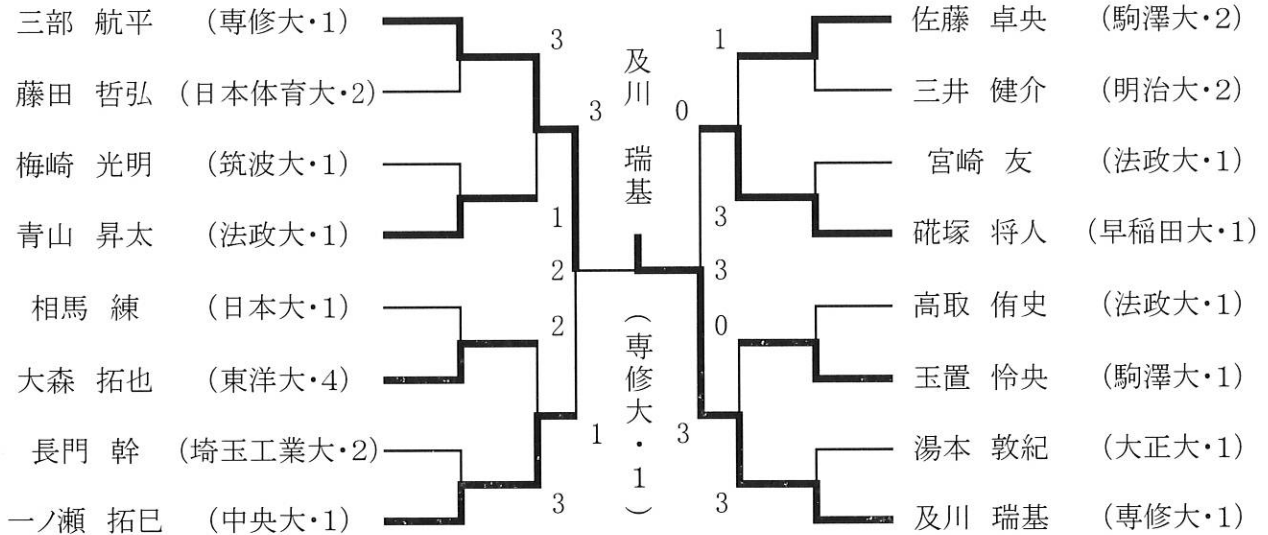 三部 航平 (専修大・1)
藤田 哲弘 (日本体育大・2)
梅崎 光明 (筑波大・1)
青山 昇太 (法政大・1)
相馬 練 (日本大・1)
大森 拓也 (東洋大・4)
長門 幹 (埼玉工業大・2)
一ノ瀬 拓巳 (中央大・1)
3
3
1
2
2
1
3
及川 瑞基 (専修大・1)
1
0
3
3
0
3
3
佐藤 卓央 (駒澤大・2)
三井 健介 (明治大・2)
宮崎 友 (法政大・1)
硴塚 将人 (早稲田大・1)
高取 侑史 (法政大・1)
玉置 怜央 (駒澤大・1)
湯本 敦紀 (大正大・1)
及川 瑞基 (専修大・1)